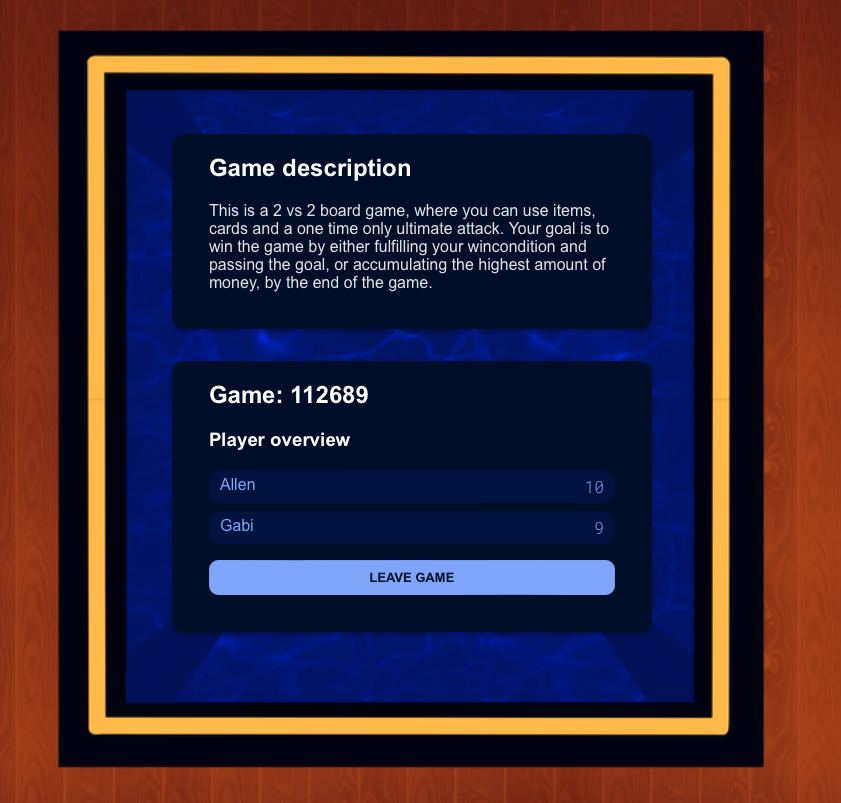 Game description
This is a 2 vs 2 board game, where you can use items,
cards and a one time only ultimate attack. Your goal is to
win the game by either fulfilling your wincondition and
passing the goal, or accumulating the highest amount of
money, by the end of the game.
Game: 112689
Player overview
Allen 10
Gabi 9
LEAVE GAME